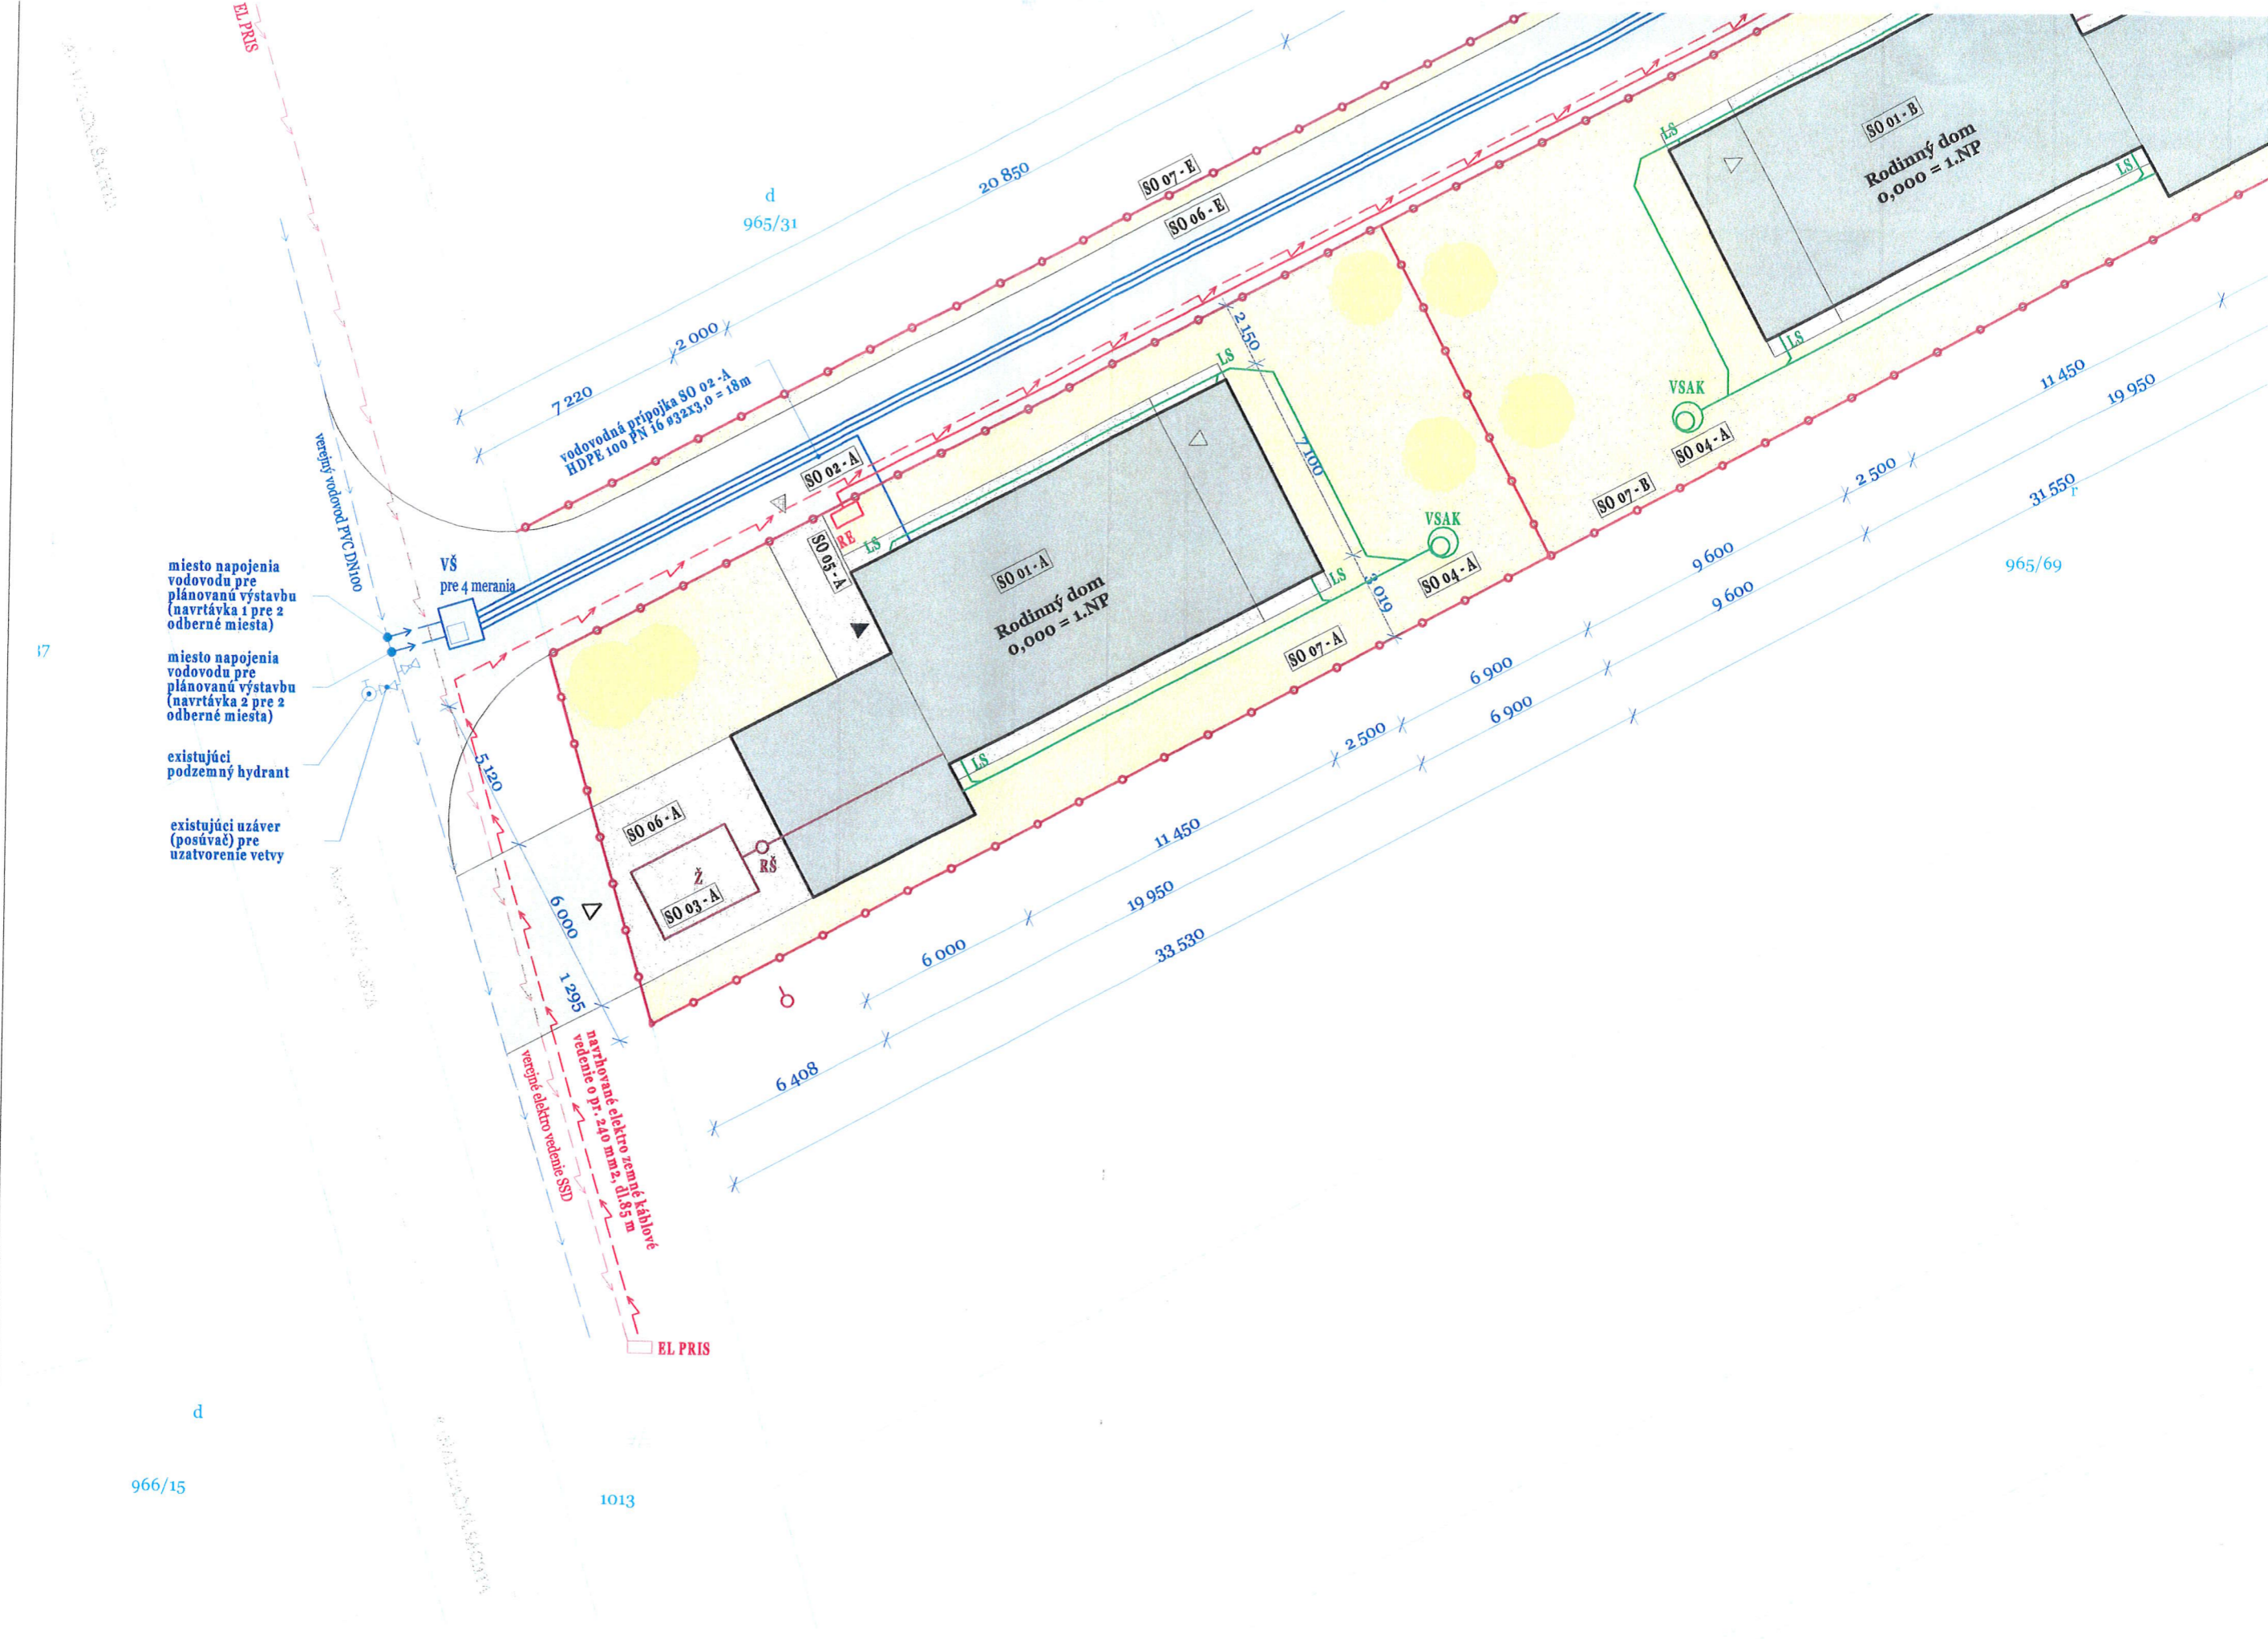 EL PRIS
d
965/31
20 850
2 000
7 220
vodovodná prípojka SO 02 -A
HDPE 1000 PN 16 ø32x3,0 = 18m
SO 07 - E
SO 06 - E
SO 01 - B
Rodinný dom
0,000 = 1.NP
LS
LS
LS
VSAK
SO 04 - A
SO 07 - B
2 150
7 100
3 019
LS
LS
LS
LS
VSAK
SO 04 - A
SO 07 - A
SO 02 - A
RE
SO 05 - A
SO 01 - A
Rodinný dom
0,000 = 1.NP
verejný vodovod PVC DN100
VŠ
pre 4 merania
miesto napojenia
vodovodu pre
plánovanú výstavbu
(navrtávka 1 pre 2
odberné miesta)
miesto napojenia
vodovodu pre
plánovanú výstavbu
(navrtávka 2 pre 2
odberné miesta)
existujúci
podzemný hydrant
existujúci uzáver
(posúvač) pre
uzatvorenie vetvy
37
5 120
6 000
1 295
SO 06 - A
Ž
SO 03 - A
RŠ
6 000
11 450
2 500
6 900
9 600
2 500
11 450
6 408
19 950
6 900
9 600
19 950
33 530
31 550
r
965/69
verejné elektro vedenie SSD
navrhované elektro zemné káblové
vedenie o pr. 240 mm2, dl.85 m
EL PRIS
d
966/15
1013